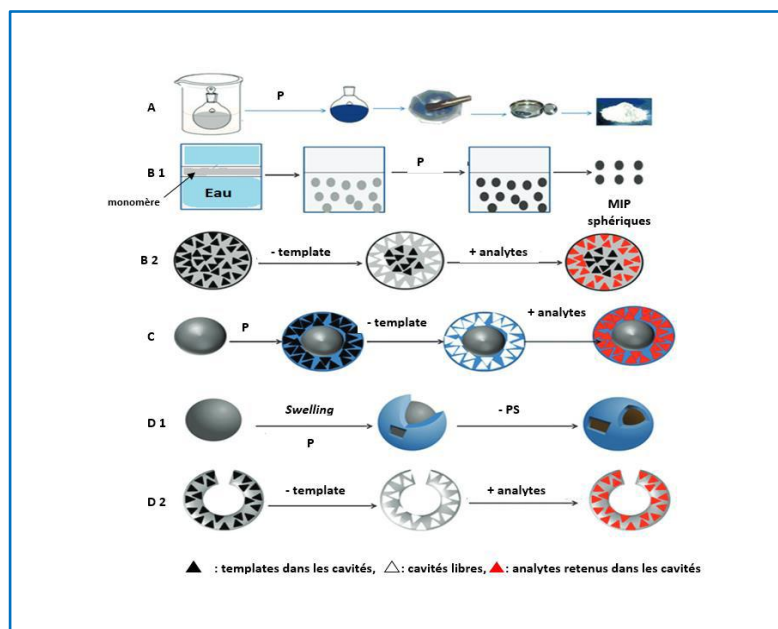 A P
B 1 P
monomère Eau
MIP
sphériques
B 2 - template + analytes
C P - template + analytes
D 1 Swelling - PS
P
D 2 - template + analytes
: templates dans les cavités, : cavités libres, : analytes retenus dans les cavités